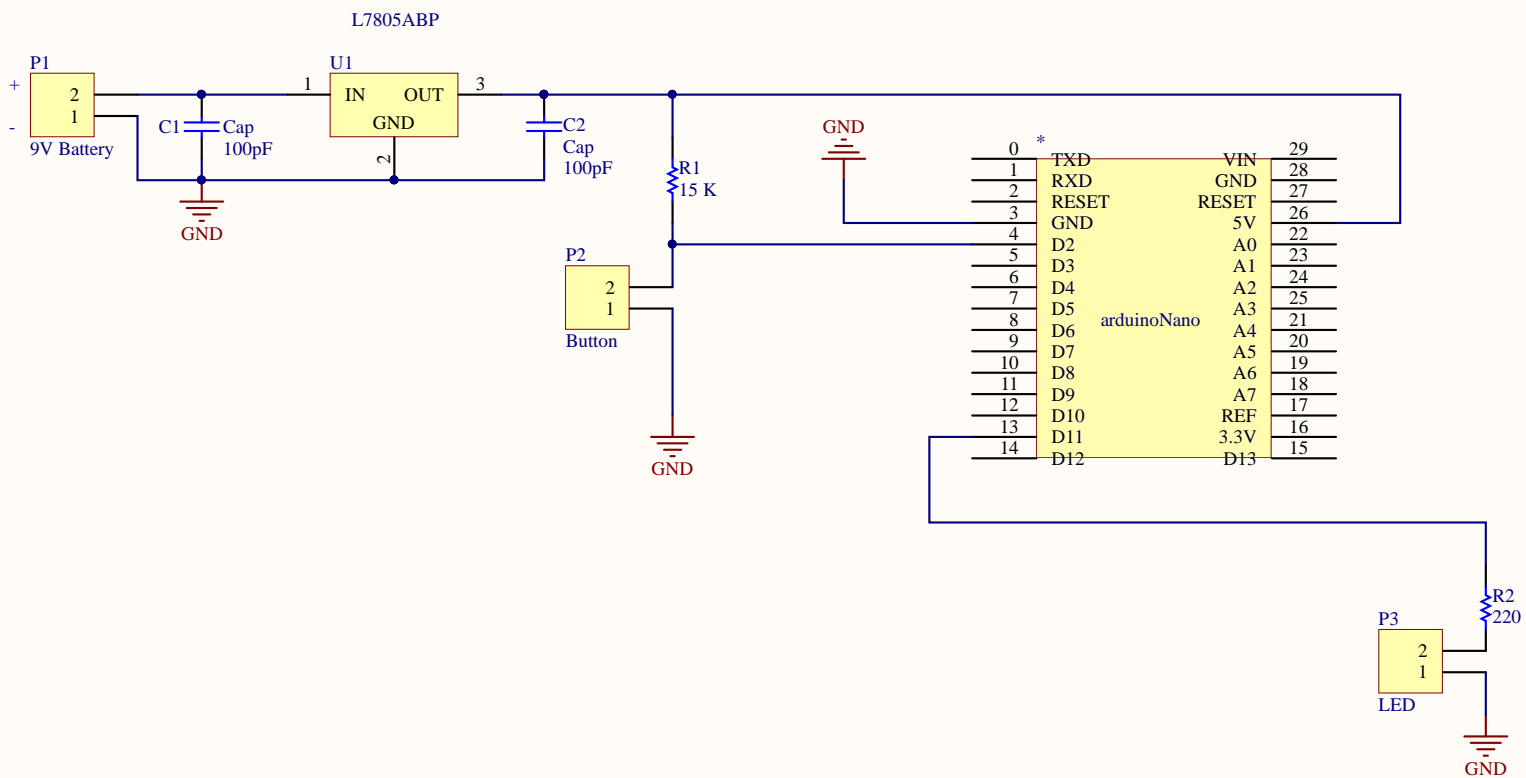 L7805ABP
P1
U1
+
2
1
-
9V Battery
C1
Cap
100pF
1
IN
OUT
GND
2
3
C2
Cap
100pF
GND
R1
15 K
P2
2
1
Button
GND
GND
*
0 TXD VIN 29
1 RXD GND 28
2 RESET RESET 27
3 GND 5V 26
4 D2 A0 22
5 D3 A1 23
6 D4 A2 24
7 D5 A3 25
arduinoNano
8 D6 A4 21
9 D7 A5 20
10 D8 A6 19
11 D9 A7 18
12 D10 REF 17
13 D11 3.3V 16
14 D12 D13 15
R2
220
P3
2
1
LED
GND